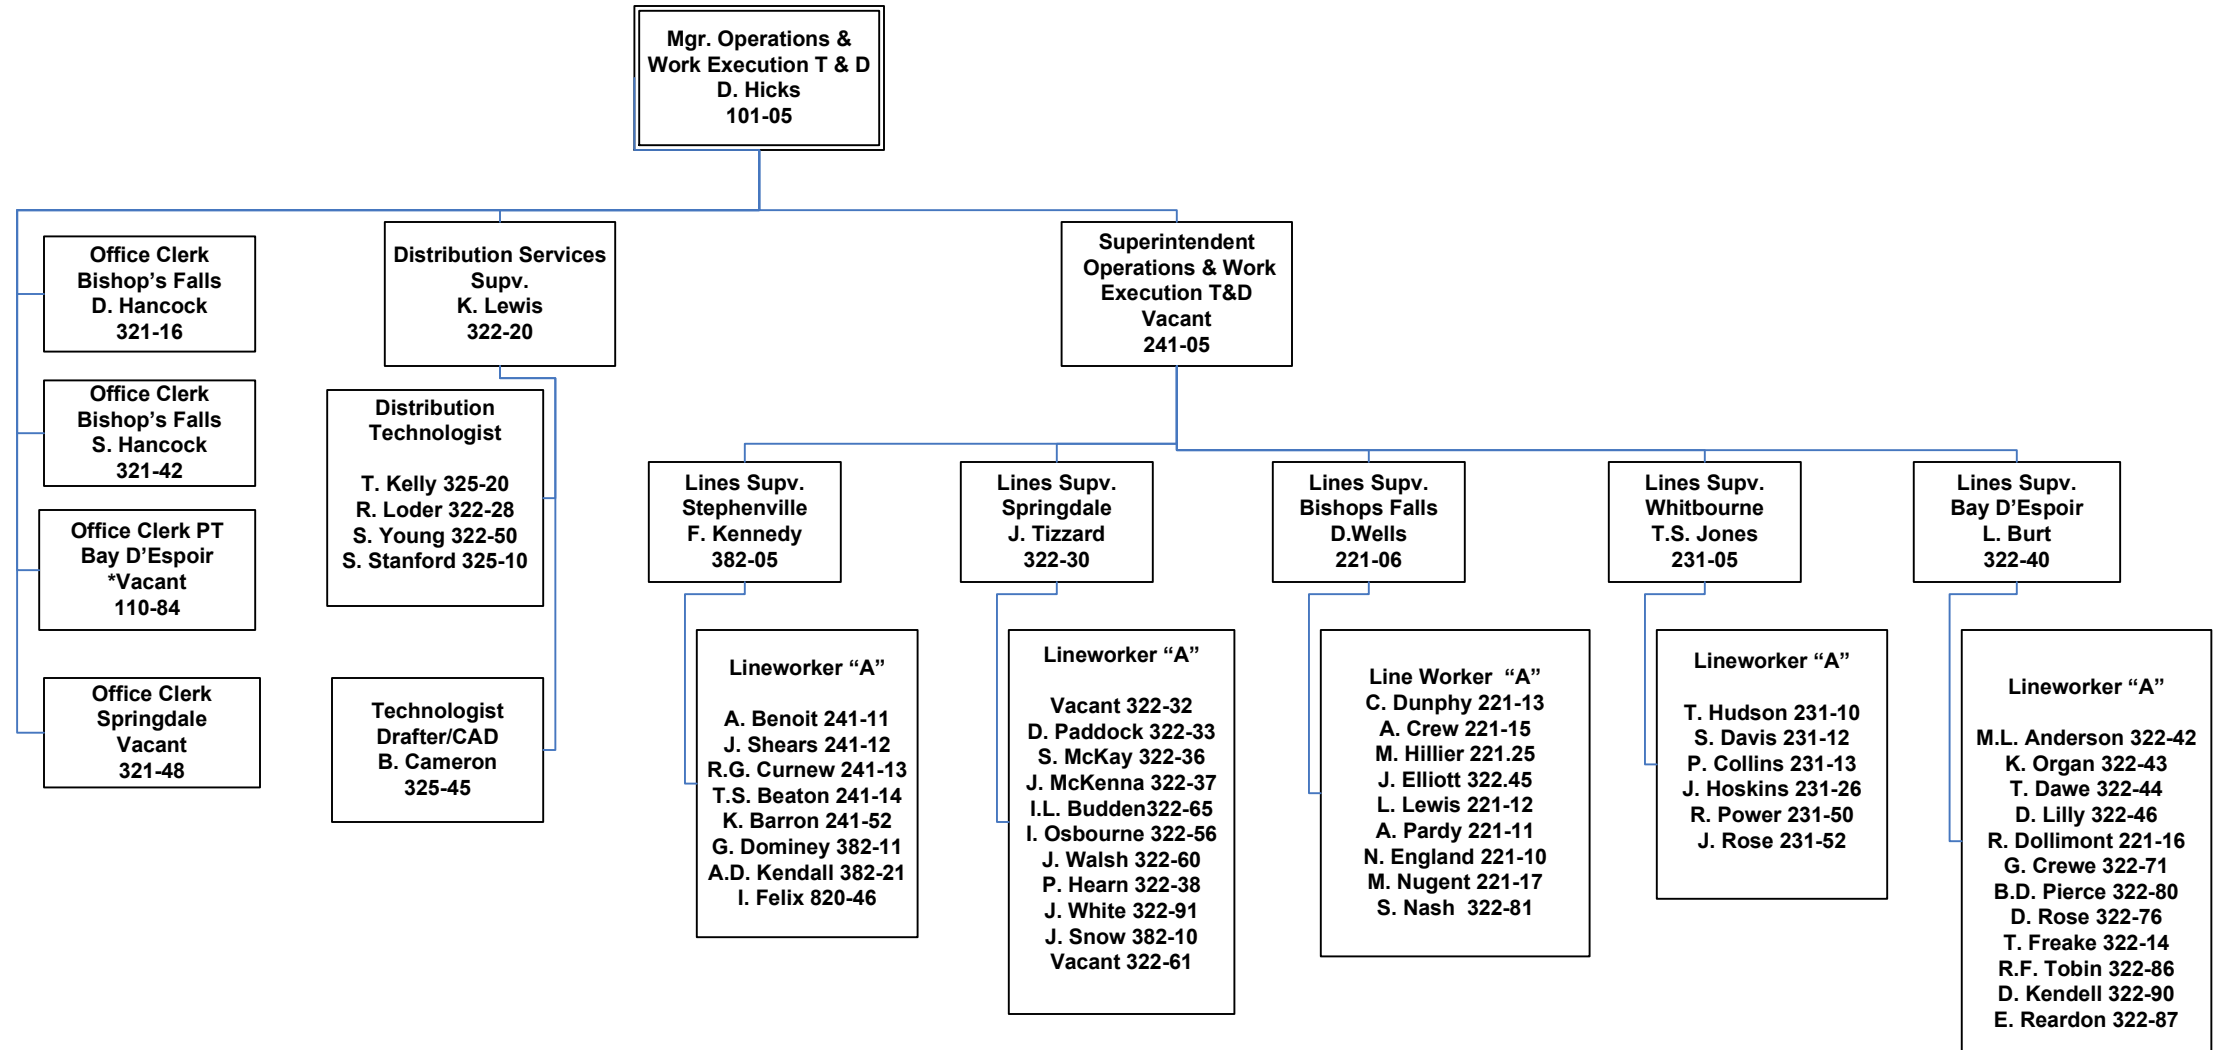 Mgr. Operations &
Work Execution T & D
D. Hicks
101-05
Office Clerk
Bishop’s Falls
D. Hancock
321-16
Office Clerk
Bishop’s Falls
S. Hancock
321-42
Office Clerk PT
Bay D’Espoir
*Vacant
110-84
Office Clerk
Springdale
Vacant
321-48
Distribution Services
Supv.
K. Lewis
322-20
Distribution
Technologist
T. Kelly 325-20
R. Loder 322-28
S. Young 322-50
S. Stanford 325-10
Technologist
Drafter/CAD
B. Cameron
325-45
Superintendent
Operations & Work
Execution T&D
Vacant
241-05
Lines Supv.
Stephenville
F. Kennedy
382-05
Lineworker “A”
A. Benoit 241-11
J. Shears 241-12
R.G. Curnew 241-13
T.S. Beaton 241-14
K. Barron 241-52
G. Dominey 382-11
A.D. Kendall 382-21
I. Felix 820-46
Lines Supv.
Springdale
J. Tizzard
322-30
Lineworker “A”
Vacant 322-32
D. Paddock 322-33
S. McKay 322-36
J. McKenna 322-37
I.L. Budden322-65
I. Osbourne 322-56
J. Walsh 322-60
P. Hearn 322-38
J. White 322-91
J. Snow 382-10
Vacant 322-61
Lines Supv.
Bishops Falls
D.Wells
221-06
Line Worker “A”
C. Dunphy 221-13
A. Crew 221-15
M. Hillier 221.25
J. Elliott 322.45
L. Lewis 221-12
A. Pardy 221-11
N. England 221-10
M. Nugent 221-17
S. Nash 322-81
Lines Supv.
Whitbourne
T.S. Jones
231-05
Lineworker “A”
T. Hudson 231-10
S. Davis 231-12
P. Collins 231-13
J. Hoskins 231-26
R. Power 231-50
J. Rose 231-52
Lines Supv.
Bay D’Espoir
L. Burt
322-40
Lineworker “A”
M.L. Anderson 322-42
K. Organ 322-43
T. Dawe 322-44
D. Lilly 322-46
R. Dollimont 221-16
G. Crewe 322-71
B.D. Pierce 322-80
D. Rose 322-76
T. Freake 322-14
R.F. Tobin 322-86
D. Kendell 322-90
E. Reardon 322-87